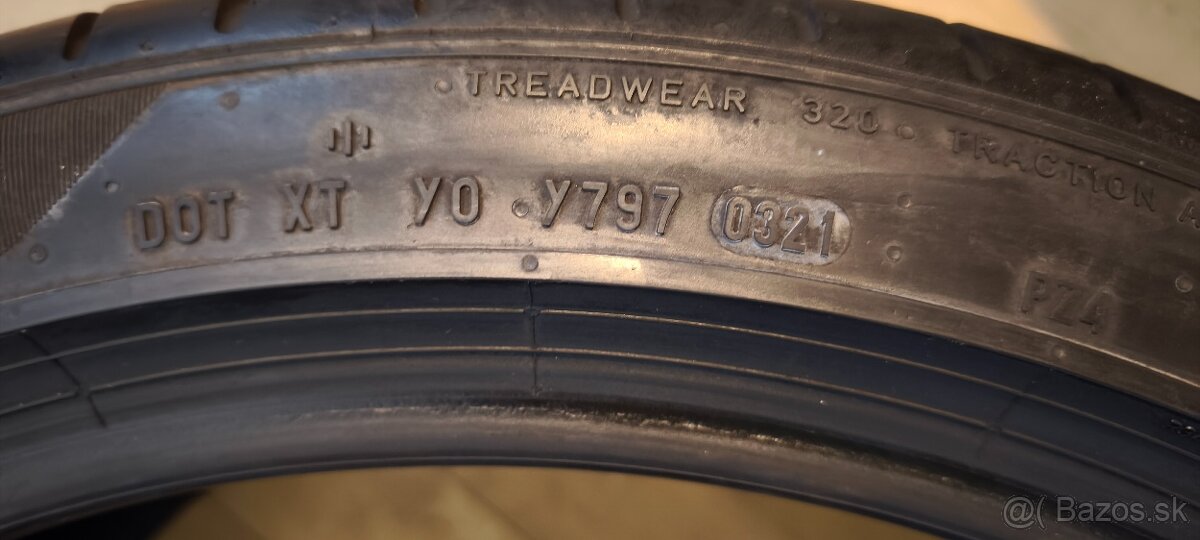 TREADWEAR 320 TRACTION A
DOT XT Y0 Y797 0321
PZ4
@( Bazos.sk